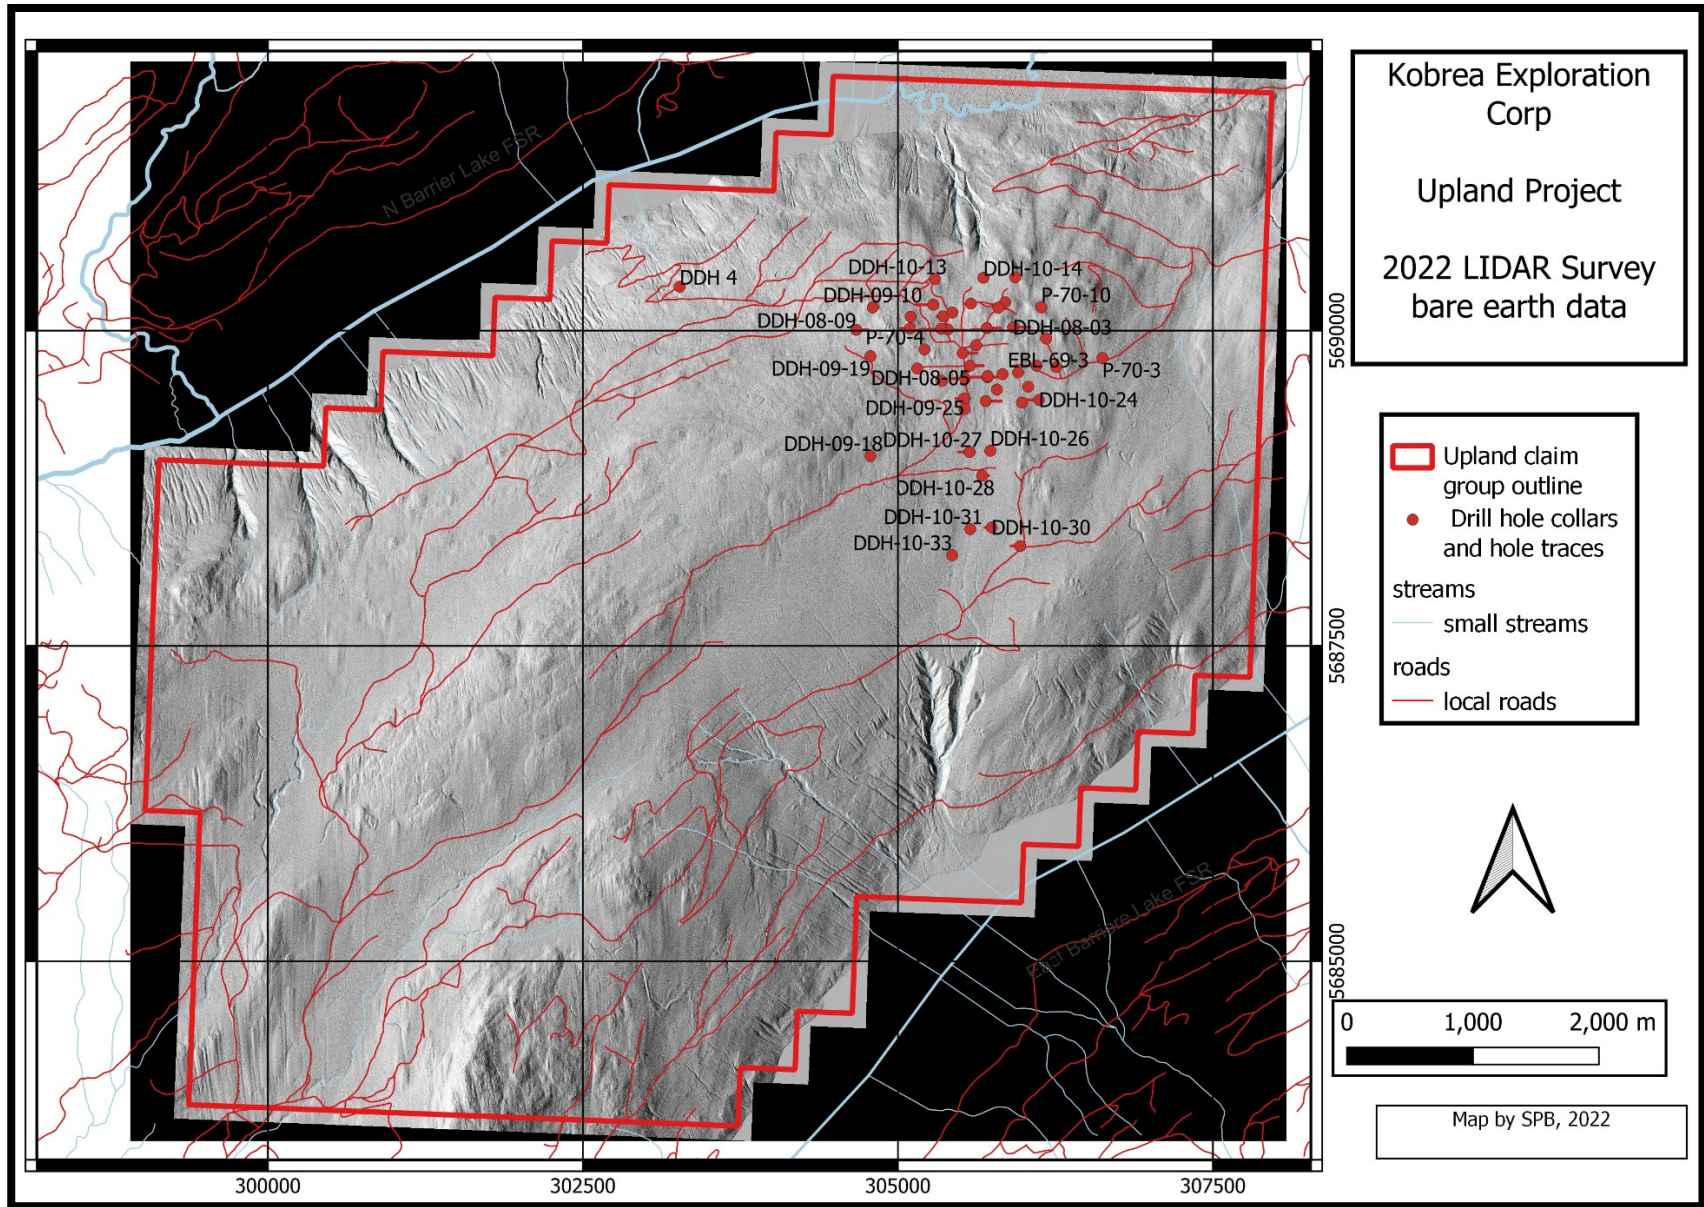 Kobrea Exploration
Corp
Upland Project
2022 LIDAR Survey
bare earth data
N Barrier Lake FSR
DDH 4
DDH-10-13
DDH-10-14
DDH-09-10
P-70-10
DDH-08-09
P-70-4
DDH-08-03
DDH-09-19
DDH-08-05
EBL-69-3
P-70-3
DDH-09-25
DDH-10-24
DDH-09-18
DDH-10-27
DDH-10-26
DDH-10-28
DDH-10-31
DDH-10-30
DDH-10-33
East Barriere Lake FSR
5690000
5687500
5685000
300000
302500
305000
307500
Upland claim
group outline
Drill hole collars
and hole traces
streams
small streams
roads
local roads
0 1,000 2,000 m
Map by SPB, 2022